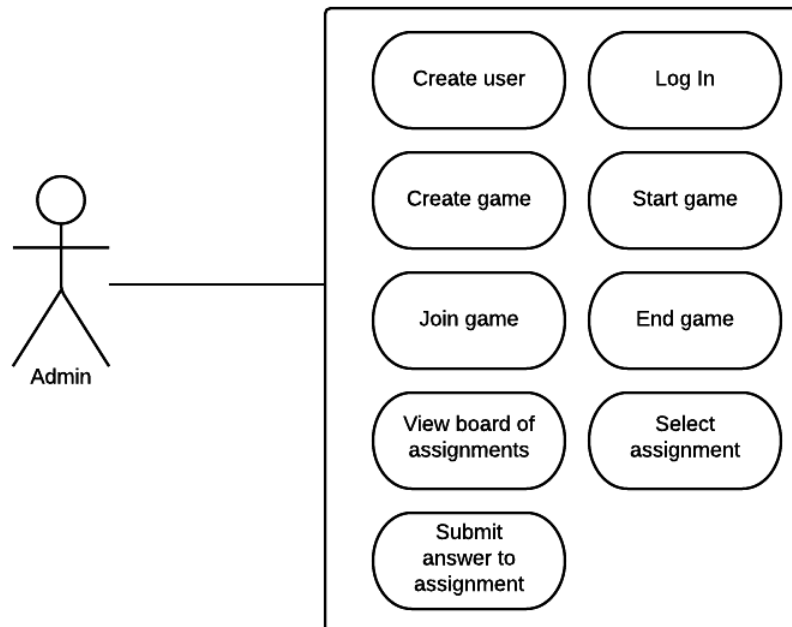 Create user
Log In
Create game
Start game
Join game
End game
Admin
View board of
assignments
Select
assignment
Submit
answer to
assignment